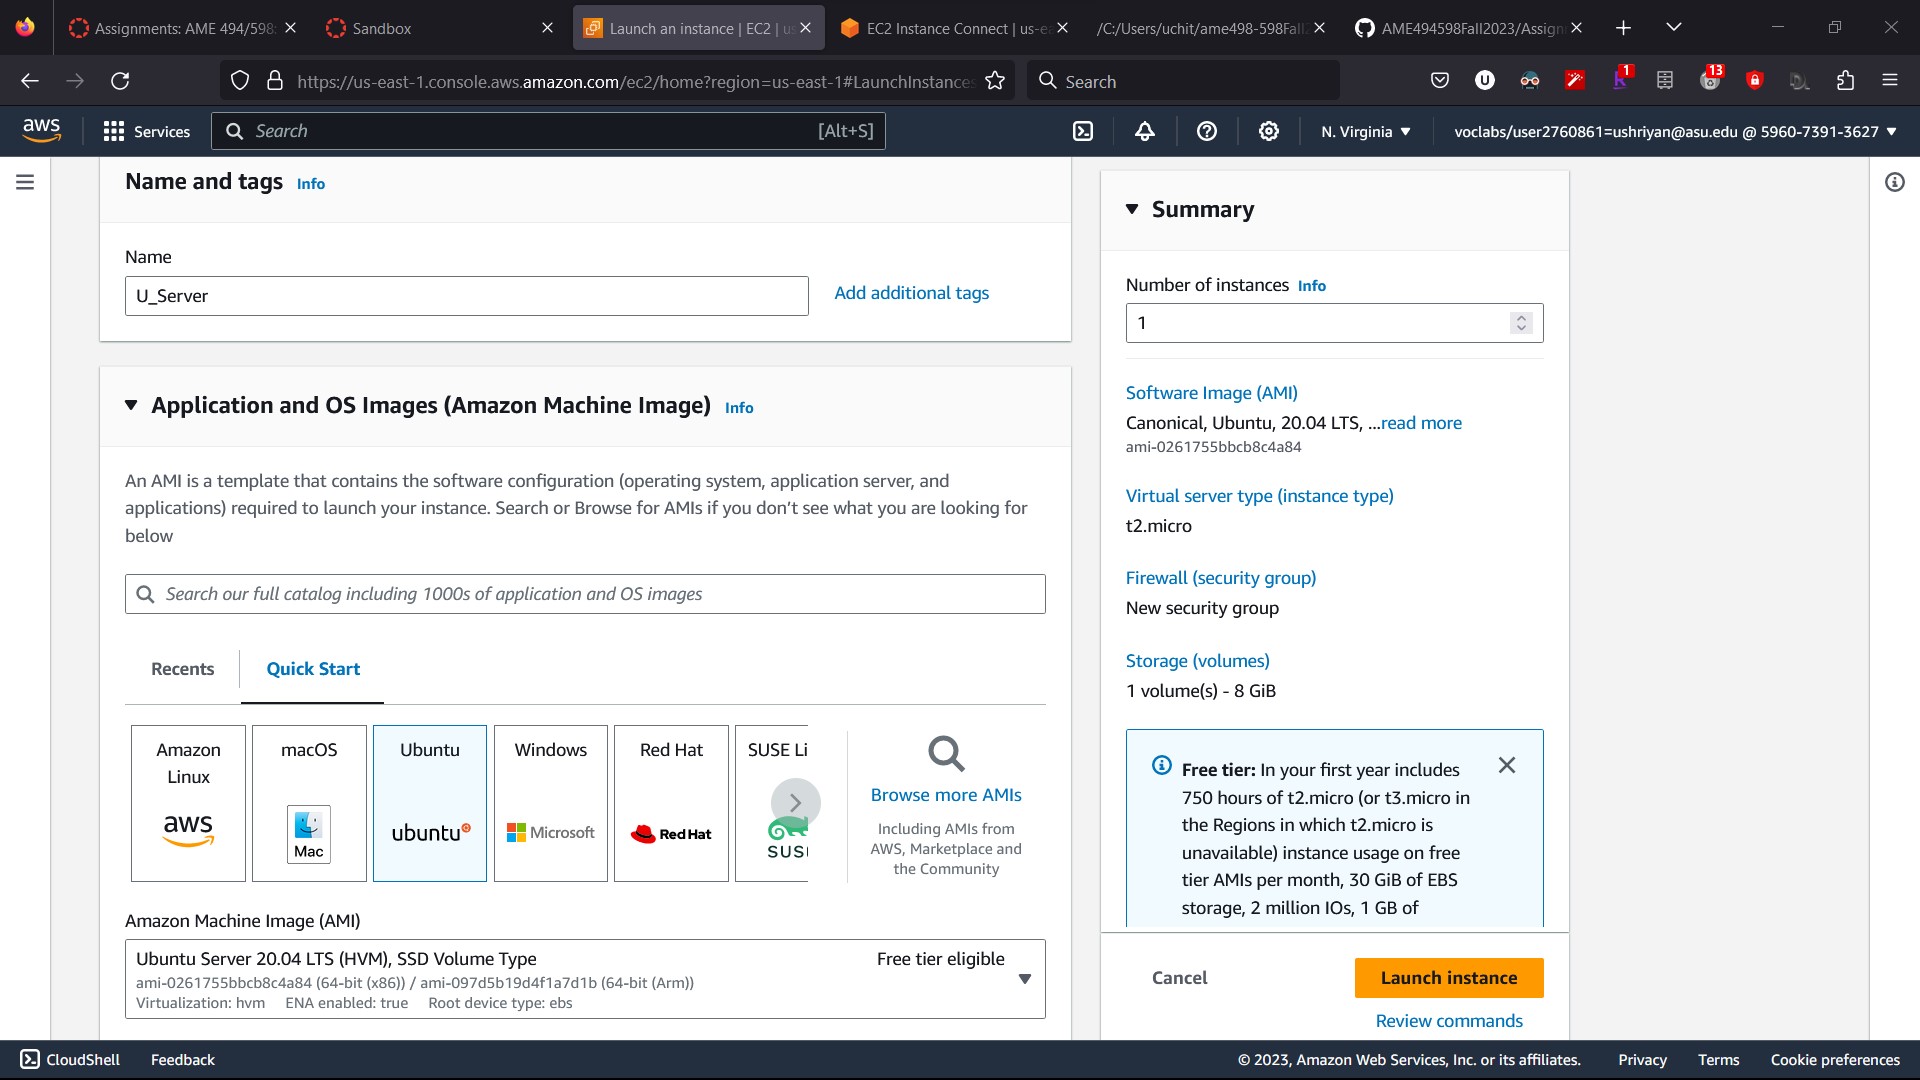 Assignments: AME 494/598:
Sandbox
Launch an instance | EC2 | us
EC2 Instance Connect | us-e
/C:/Users/uchit/ame498-598Fall
AME494598Fall2023/Assign
https://us-east-1.console.aws.amazon.com/ec2/home?region=us-east-1#LaunchInstances
Search
1
13
aws
Services
Search
[Alt+S]
N. Virginia
voclabs/user2760861=ushriyan@asu.edu @ 5960-7391-3627
Name and tags Info
Name
U_Server
Add additional tags
Application and OS Images (Amazon Machine Image) Info
An AMI is a template that contains the software configuration (operating system, application server, and
applications) required to launch your instance. Search or Browse for AMIs if you don’t see what you are looking for
below
Search our full catalog including 1000s of application and OS images
Recents
Quick Start
Amazon
Linux
aws
macOS
Mac
Ubuntu
ubuntu
Windows
Microsoft
Red Hat
Red Hat
SUSE Li
SUS
Browse more AMIs
Including AMIs from
AWS, Marketplace and
the Community
Amazon Machine Image (AMI)
Ubuntu Server 20.04 LTS (HVM), SSD Volume Type
Free tier eligible
ami-0261755bbcb8c4a84 (64-bit (x86)) / ami-097d5b19d4f1a7d1b (64-bit (Arm))
Virtualization: hvm ENA enabled: true Root device type: ebs
Summary
Number of instances Info
1
Software Image (AMI)
Canonical, Ubuntu, 20.04 LTS, ...read more
ami-0261755bbcb8c4a84
Virtual server type (instance type)
t2.micro
Firewall (security group)
New security group
Storage (volumes)
1 volume(s) - 8 GiB
Free tier: In your first year includes
750 hours of t2.micro (or t3.micro in
the Regions in which t2.micro is
unavailable) instance usage on free
tier AMIs per month, 30 GiB of EBS
storage, 2 million IOs, 1 GB of
Cancel
Launch instance
Review commands
CloudShell
Feedback
© 2023, Amazon Web Services, Inc. or its affiliates.
Privacy
Terms
Cookie preferences